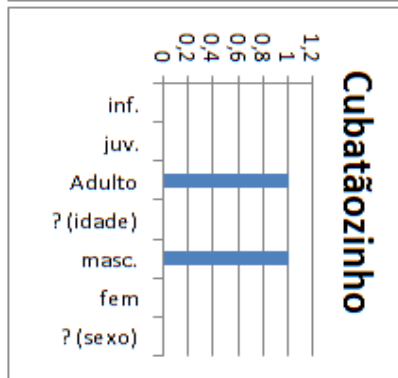 Cubatãozinho
0
0,2
0,4
0,6
0,8
1
1,2
inf.
juv.
Adulto
? (idade)
masc.
fem
? (sexo)